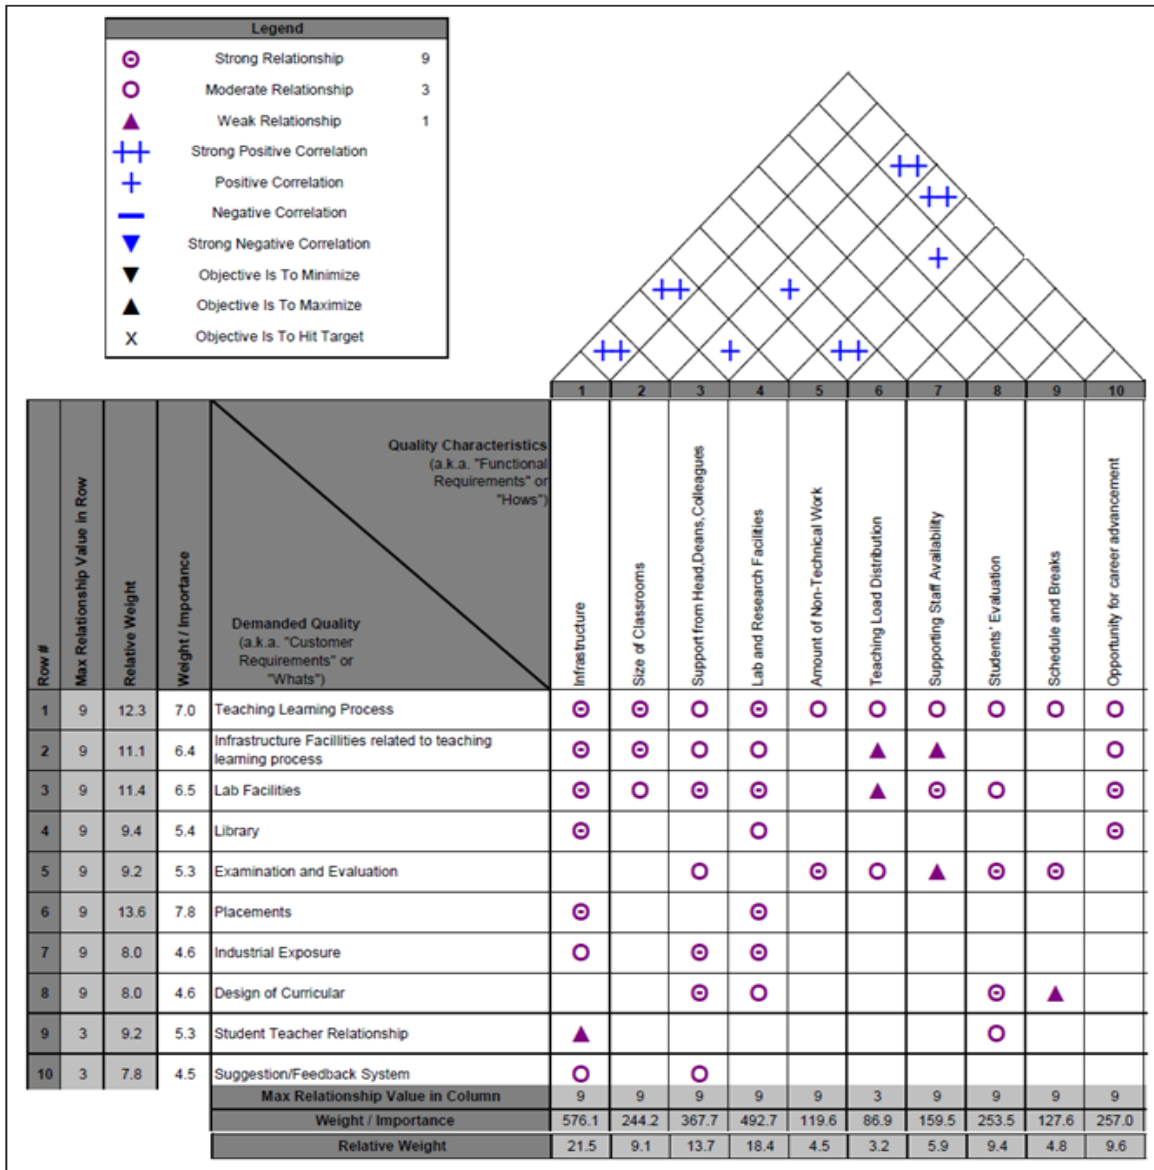 Legend
Strong Relationship 9
Moderate Relationship 3
Weak Relationship 1
Strong Positive Correlation
Positive Correlation
Negative Correlation
Strong Negative Correlation
Objective Is To Minimize
Objective Is To Maximize
X Objective Is To Hit Target
1 2 3 4 5 6 7 8 9 10
Row #
Max Relationship Value in Row
Relative Weight
Weight / Importance
Quality Characteristics
(a.k.a. "Functional
Requirements" or
"Hows")
Demanded Quality
(a.k.a. "Customer
Requirements" or
"Whats")
Infrastructure
Size of Classrooms
Support from Head,Deans,Colleagues
Lab and Research Facilities
Amount of Non-Technical Work
Teaching Load Distribution
Supporting Staff Availability
Students' Evaluation
Schedule and Breaks
Opportunity for career advancement
1 9 12.3 7.0 Teaching Learning Process
2 9 11.1 6.4 Infrastructure Facillities related to teaching
learning process
3 9 11.4 6.5 Lab Facilities
4 9 9.4 5.4 Library
5 9 9.2 5.3 Examination and Evaluation
6 9 13.6 7.8 Placements
7 9 8.0 4.6 Industrial Exposure
8 9 8.0 4.6 Design of Curricular
9 3 9.2 5.3 Student Teacher Relationship
10 3 7.8 4.5 Suggestion/Feedback System
Max Relationship Value in Column 9 9 9 9 9 3 9 9 9 9
Weight / Importance 576.1 244.2 367.7 492.7 119.6 86.9 159.5 253.5 127.6 257.0
Relative Weight 21.5 9.1 13.7 18.4 4.5 3.2 5.9 9.4 4.8 9.6